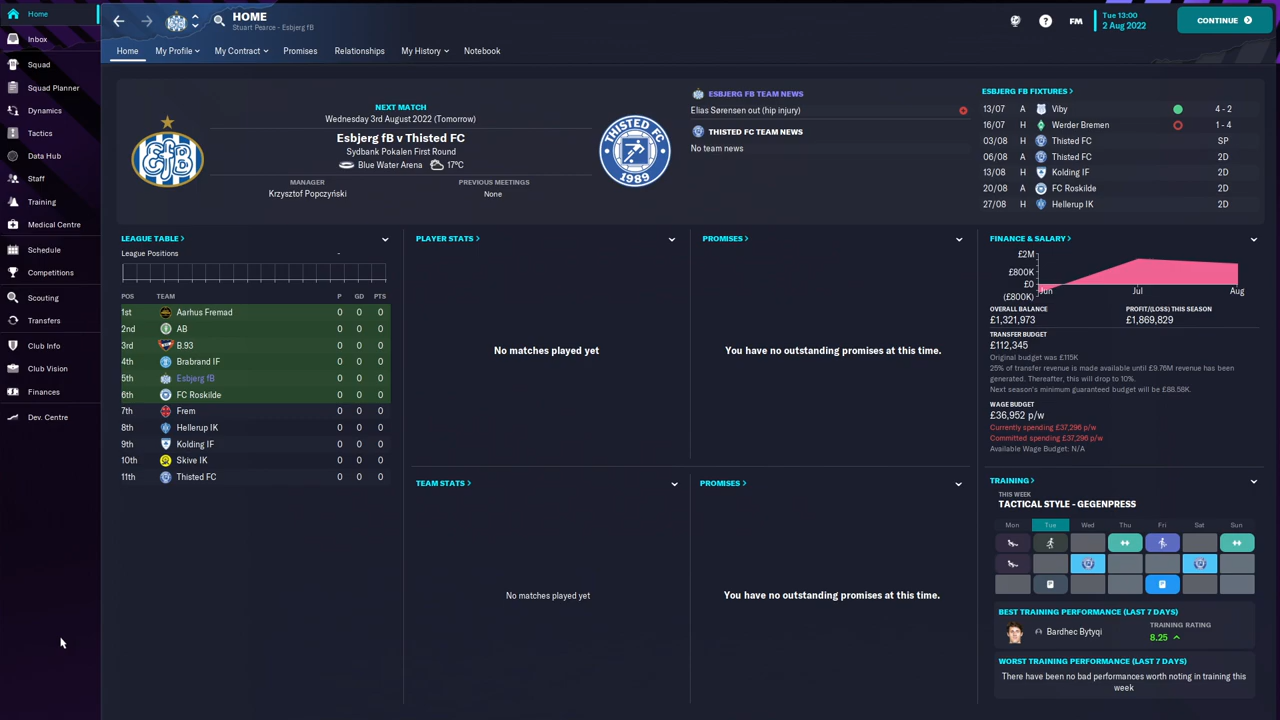 Home
Inbox
Squad
Squad Planner
Dynamics
Tactics
Data Hub
Staff
Training
Medical Centre
Schedule
Competitions
Scouting
Transfers
Club Info
Club Vision
Finances
Dev. Centre
HOME
Stuart Pearce - Esbjerg fB
FM
Tue 13:00
2 Aug 2022
CONTINUE
Home My Profile My Contract Promises Relationships My History Notebook
NEXT MATCH
Wednesday 3rd August 2022 (Tomorrow)
Esbjerg fB v Thisted FC
Sydbank Pokalen First Round
Blue Water Arena 17°C
MANAGER
Krzysztof Popczyński
PREVIOUS MEETINGS
None
EfB
THISTED FC
1989
ESBJERG FB TEAM NEWS
Elias Sørensen out (hip injury)
THISTED FC TEAM NEWS
No team news
ESBJERG FB FIXTURES
13/07 A Viby 4 - 2
16/07 H Werder Bremen 1 - 4
03/08 H Thisted FC SP
06/08 A Thisted FC 2D
13/08 H Kolding IF 2D
20/08 A FC Roskilde 2D
27/08 H Hellerup IK 2D
LEAGUE TABLE
League Positions -
POS TEAM P GD PTS
1st Aarhus Fremad 0 0 0
2nd AB 0 0 0
3rd B.93 0 0 0
4th Brabrand IF 0 0 0
5th Esbjerg fB 0 0 0
6th FC Roskilde 0 0 0
7th Frem 0 0 0
8th Hellerup IK 0 0 0
9th Kolding IF 0 0 0
10th Skive IK 0 0 0
11th Thisted FC 0 0 0
PLAYER STATS
No matches played yet
PROMISES
You have no outstanding promises at this time.
TEAM STATS
No matches played yet
PROMISES
You have no outstanding promises at this time.
FINANCE & SALARY
£2M
£800K
£0
(£800K)
Jun Jul Aug
OVERALL BALANCE
£1,321,973
PROFIT/(LOSS) THIS SEASON
£1,869,829
TRANSFER BUDGET
£112,345
Original budget was £115K
25% of transfer revenue is made available until £9.76M revenue has been
generated. Thereafter, this will drop to 10%.
Next season's minimum guaranteed budget will be £88.58K.
WAGE BUDGET
£36,952 p/w
Currently spending £37,296 p/w
Committed spending £37,296 p/w
Available Wage Budget: N/A
TRAINING
THIS WEEK
TACTICAL STYLE - GEGENPRESS
Mon Tue Wed Thu Fri Sat Sun
BEST TRAINING PERFORMANCE (LAST 7 DAYS)
Bardhec Bytyqi
TRAINING RATING
8.25
WORST TRAINING PERFORMANCE (LAST 7 DAYS)
There have been no bad performances worth noting in training this
week